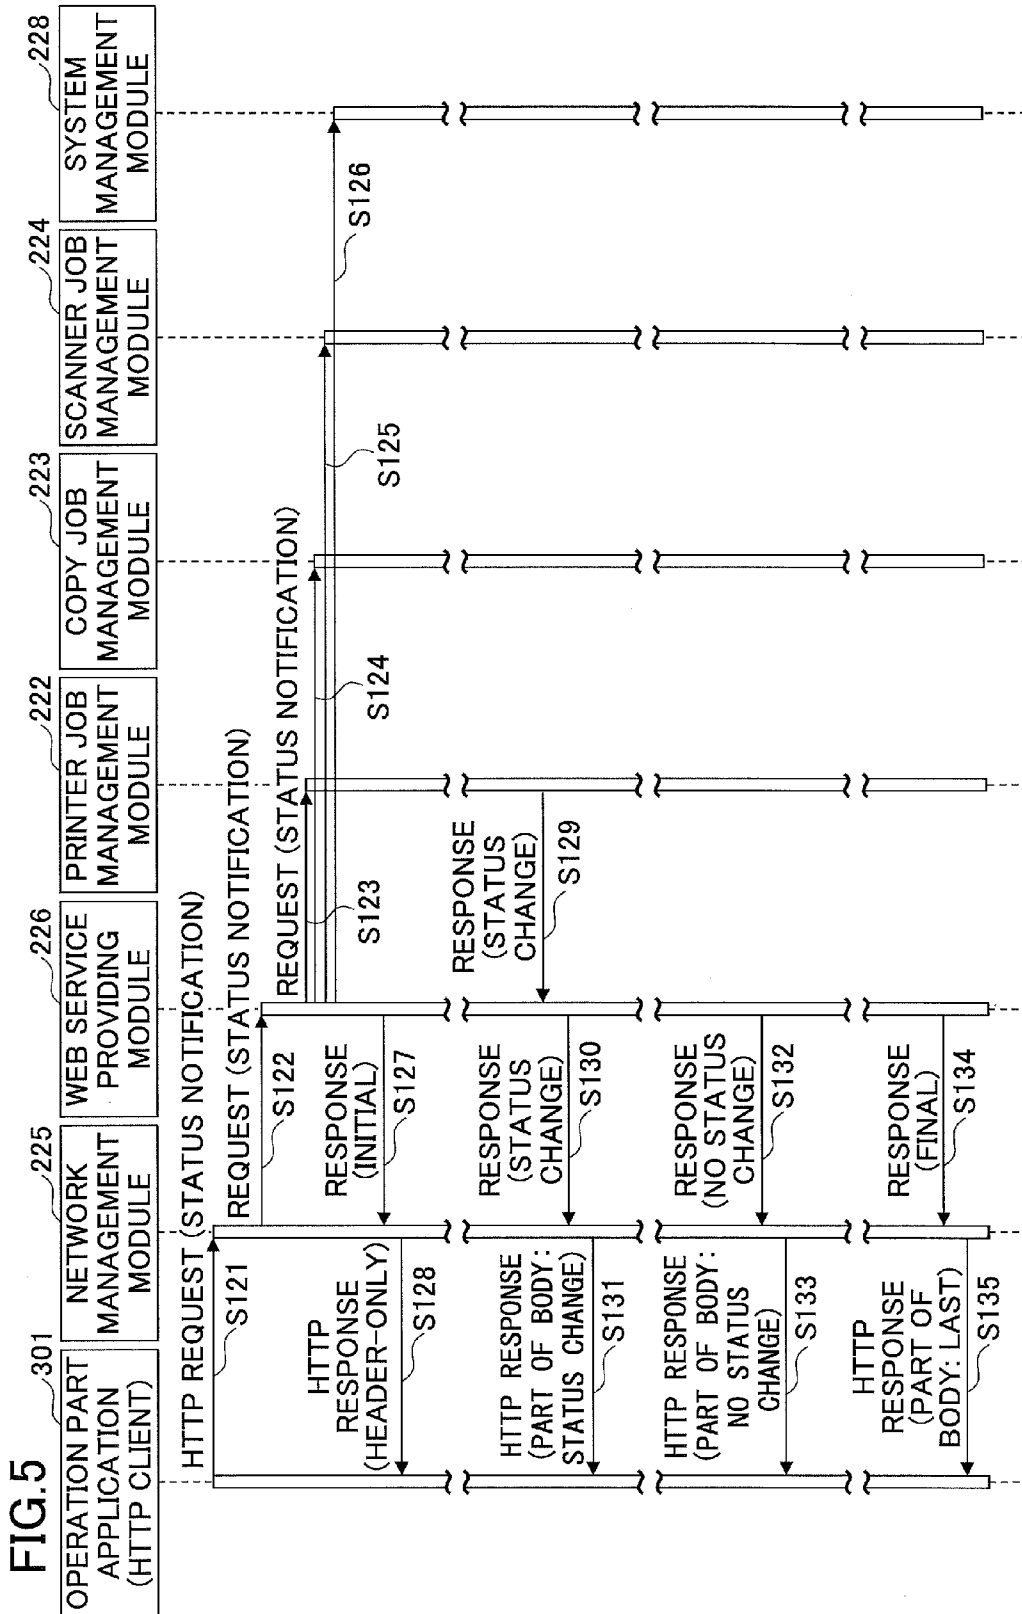 FIG.5
301
OPERATION PART
APPLICATION
(HTTP CLIENT)
225
NETWORK
MANAGEMENT
MODULE
226
WEB SERVICE
PROVIDING
MODULE
222
PRINTER JOB
MANAGEMENT
MODULE
223
COPY JOB
MANAGEMENT
MODULE
224
SCANNER JOB
MANAGEMENT
MODULE
228
SYSTEM
MANAGEMENT
MODULE
HTTP REQUEST (STATUS NOTIFICATION)
S121
REQUEST (STATUS NOTIFICATION)
S122
REQUEST (STATUS NOTIFICATION)
S123
S124
S125
S126
RESPONSE
(INITIAL)
S127
HTTP
RESPONSE
(HEADER-ONLY)
S128
RESPONSE
(STATUS
CHANGE)
S129
RESPONSE
(STATUS
CHANGE)
S130
HTTP RESPONSE
(PART OF BODY:
STATUS CHANGE)
S131
RESPONSE
(NO STATUS
CHANGE)
S132
HTTP RESPONSE
(PART OF BODY:
NO STATUS
CHANGE)
S133
RESPONSE
(FINAL)
S134
HTTP
RESPONSE
(PART OF
BODY: LAST)
S135